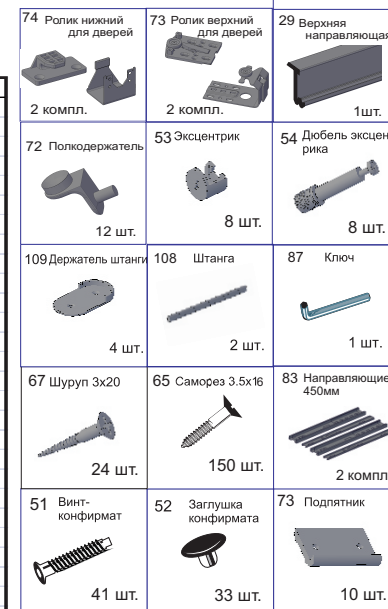 74 Ролик нижний
для дверей
2 компл.
73 Ролик верхний
для дверей
2 компл.
29 Верхняя
направляющая
1шт.
72 Полкодержатель
12 шт.
53 Эксцентрик
8 шт.
54 Дюбель эксцен
рика
8 шт.
109 Держатель штанги
4 шт.
108 Штанга
2 шт.
87 Ключ
1 шт.
67 Шуруп 3х20
24 шт.
65 Саморез 3.5х16
150 шт.
83 Направляющие
450мм
2 компл
51 Винт-
конфирмат
41 шт.
52 Заглушка
конфирмата
33 шт.
73 Подпятник
10 шт.